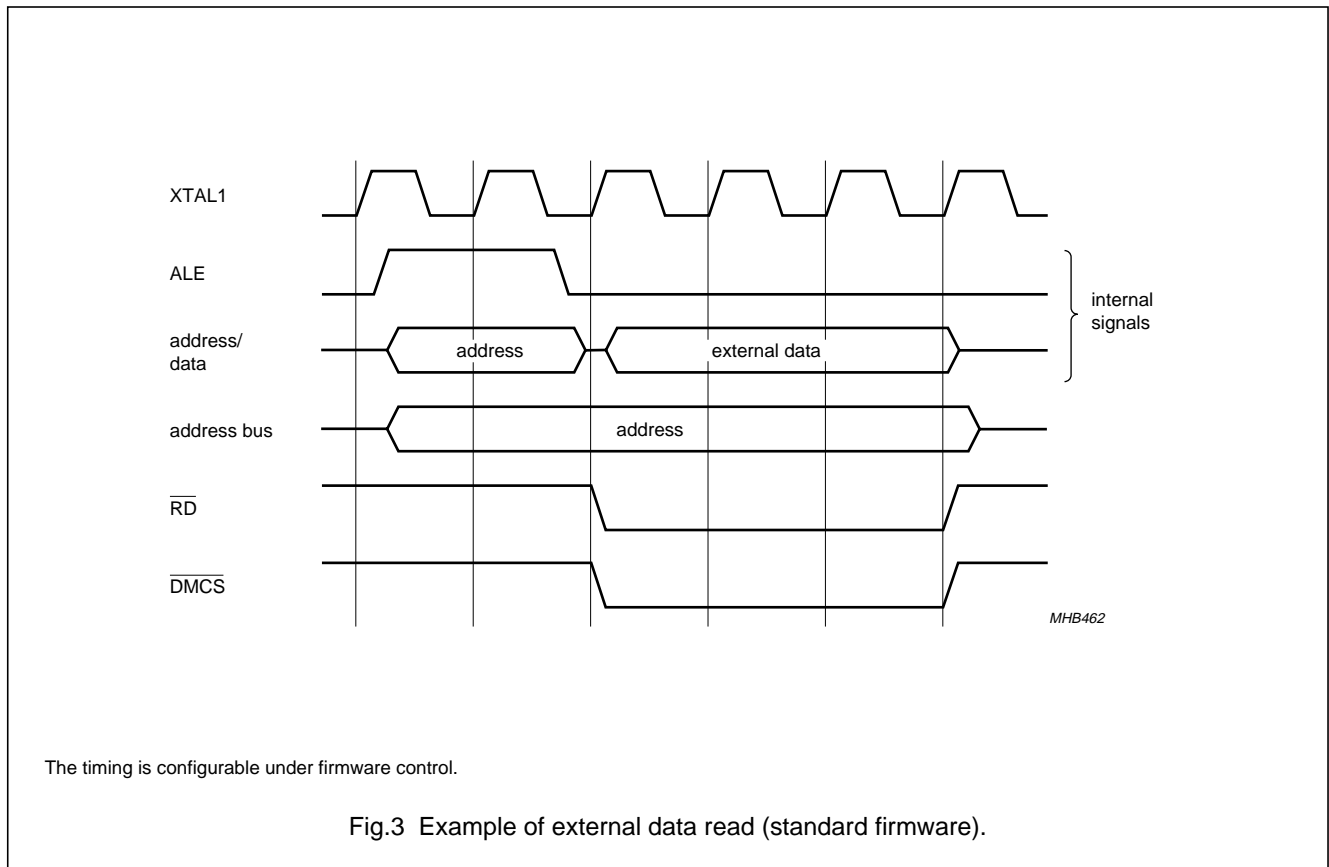 XTAL1
ALE
internal
signals
address/
data
address
external data
address bus
address
RD
DMCS
MHB462
The timing is configurable under firmware control.
Fig.3 Example of external data read (standard firmware).